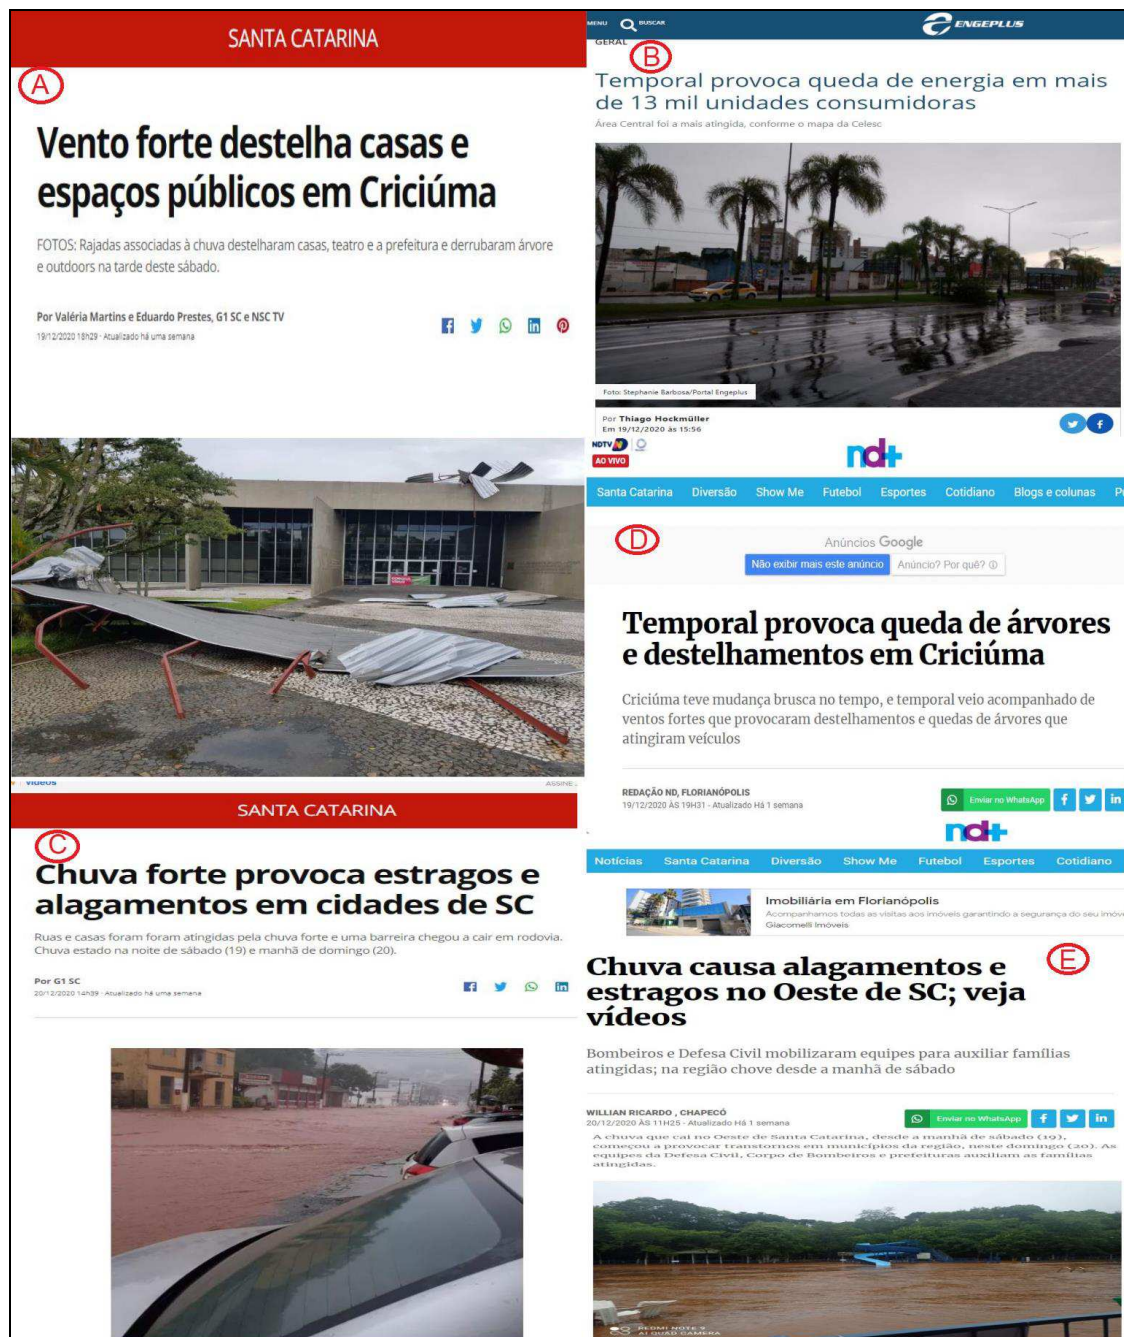 SANTA CATARINA
A
Vento forte destelha casas e
espaços públicos em Criciúma
FOTOS: Rajadas associadas à chuva destelharam casas, teatro e a prefeitura e derrubaram árvore
e outdoors na tarde deste sábado.
Por Valéria Martins e Eduardo Prestes, G1 SC e NSC TV
19/12/2020 18h29 · Atualizado há uma semana
MENU BUSCAR ENGEPLUS
GERAL
B
Temporal provoca queda de energia em mais
de 13 mil unidades consumidoras
Área Central foi a mais atingida, conforme o mapa da Celesc
Foto: Stephanie Barbosa/Portal Engeplus
Por Thiago Hockmüller
Em 19/12/2020 às 15:56
VÍDEOS ASSINE
SANTA CATARINA
C
Chuva forte provoca estragos e
alagamentos em cidades de SC
Ruas e casas foram foram atingidas pela chuva forte e uma barreira chegou a cair em rodovia.
Chuva estado na noite de sábado (19) e manhã de domingo (20).
Por G1 SC
20/12/2020 14h39 · Atualizado há uma semana
NDTV
AO VIVO
nd+
Santa Catarina Diversão Show Me Futebol Esportes Cotidiano Blogs e colunas
D
Anúncios Google
Não exibir mais este anúncio Anúncio? Por quê?
Temporal provoca queda de árvores
e destelhamentos em Criciúma
Criciúma teve mudança brusca no tempo, e temporal veio acompanhado de
ventos fortes que provocaram destelhamentos e quedas de árvores que
atingiram veículos
REDAÇÃO ND, FLORIANÓPOLIS
19/12/2020 ÀS 19H31 - Atualizado Há 1 semana
Enviar no WhatsApp
nd+
Notícias Santa Catarina Diversão Show Me Futebol Esportes Cotidiano
Imobiliária em Florianópolis
Acompanhamos todas as visitas aos imóveis garantindo a segurança do seu imóve
Giacomelli Imóveis
E
Chuva causa alagamentos e
estragos no Oeste de SC; veja
vídeos
Bombeiros e Defesa Civil mobilizaram equipes para auxiliar famílias
atingidas; na região chove desde a manhã de sábado
WILLIAN RICARDO , CHAPECÓ
20/12/2020 ÀS 11H25 - Atualizado Há 1 semana
Enviar no WhatsApp
A chuva que cai no Oeste de Santa Catarina, desde a manhã de sábado (19),
começou a provocar transtornos em municípios da região, neste domingo (20). As
equipes da Defesa Civil, Corpo de Bombeiros e prefeituras auxiliam as famílias
atingidas.
REDMI NOTE 9
AI QUAD CAMERA